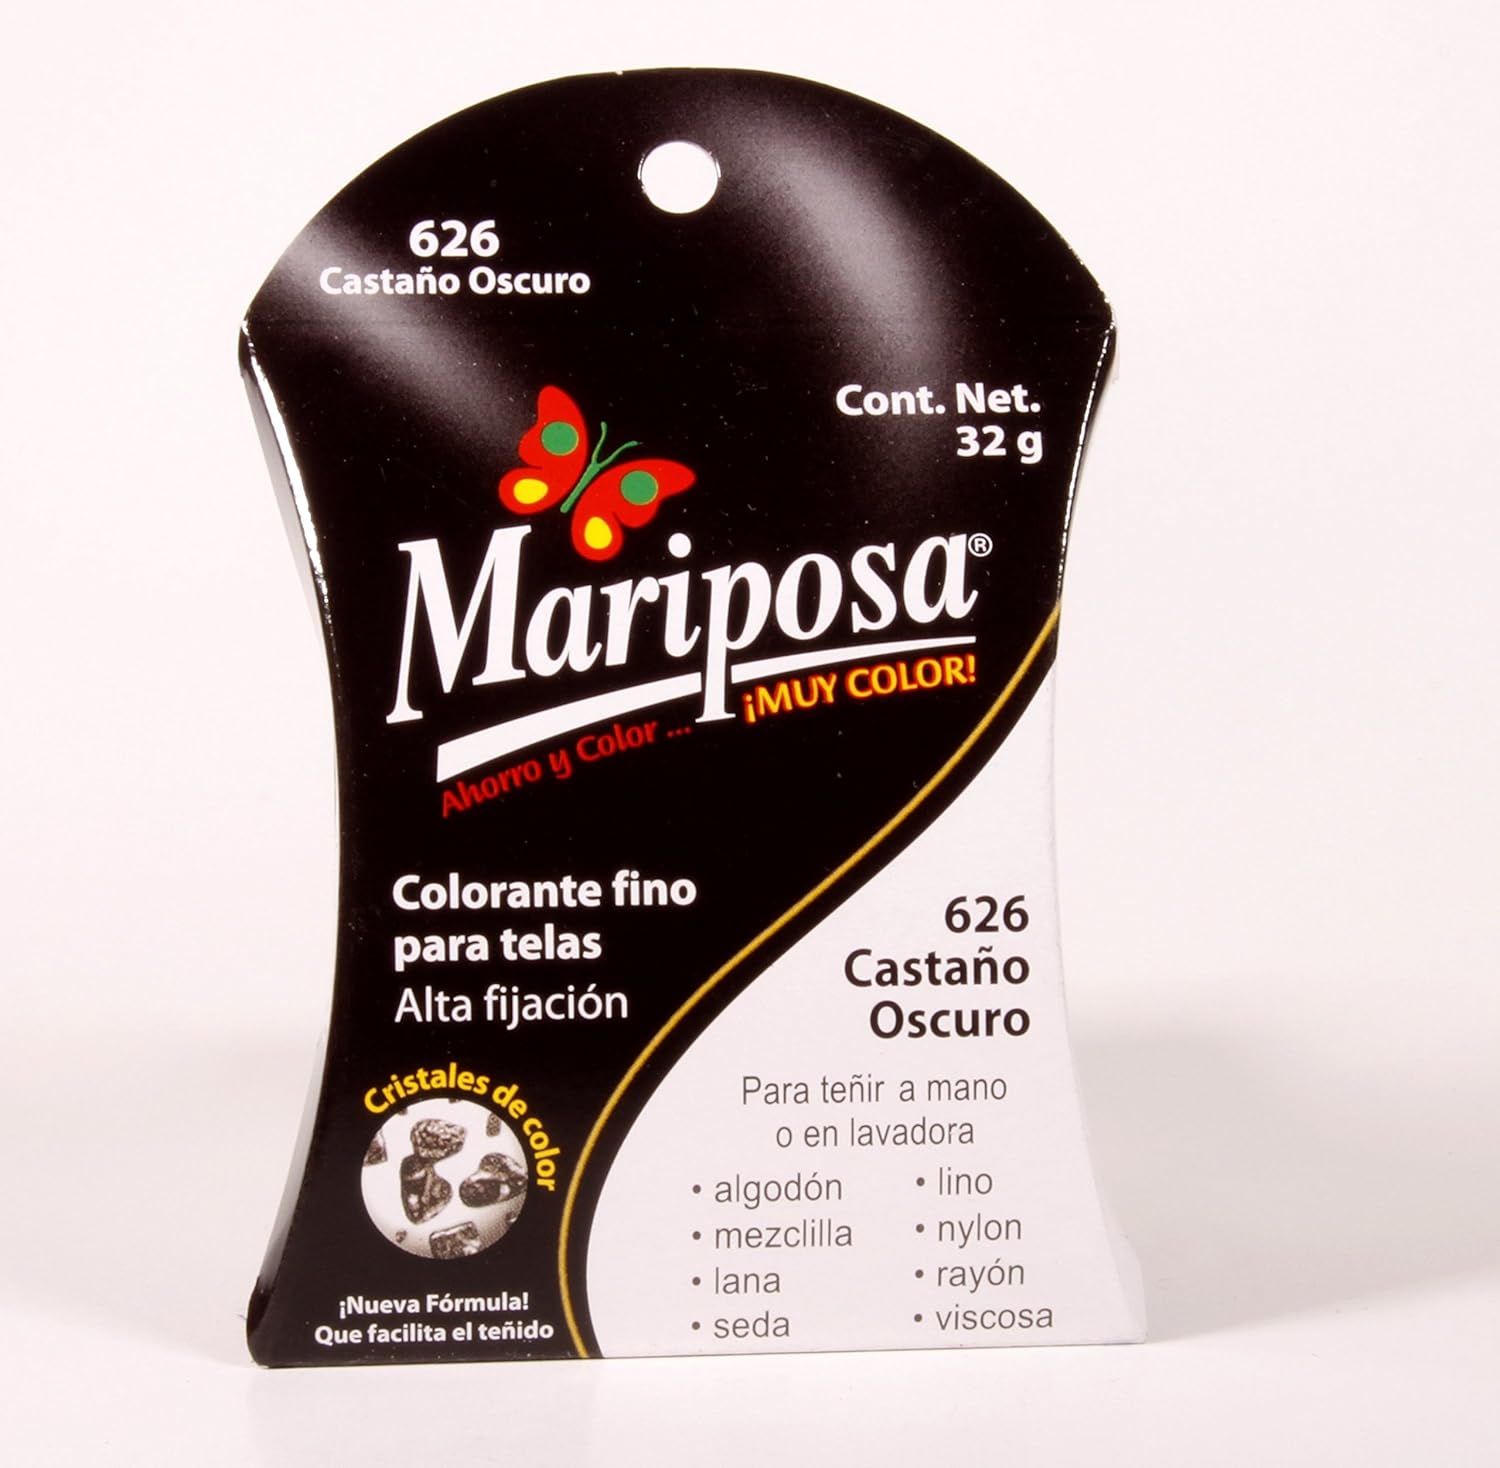 626
Castaño Oscuro
Cont. Net.
32 g
Mariposa®
Ahorro y Color ... ¡MUY COLOR!
Colorante fino
para telas
Alta fijación
Cristales de color
¡Nueva Fórmula!
Que facilita el teñido
626
Castaño
Oscuro
Para teñir a mano
o en lavadora
• algodón
• mezclilla
• lana
• seda
• lino
• nylon
• rayón
• viscosa